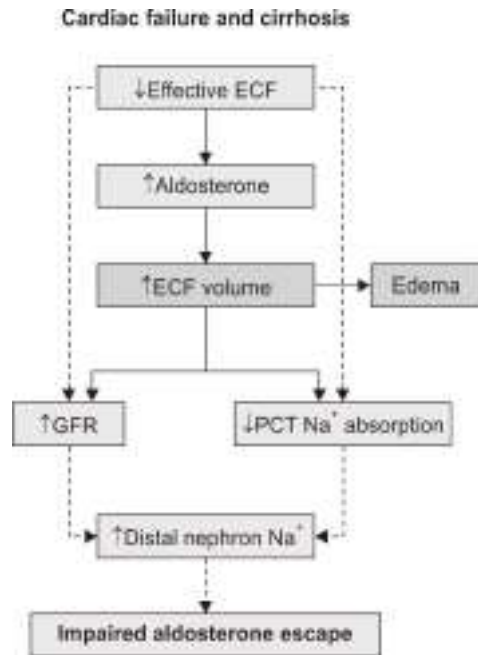 Cardiac failure and cirrhosis
↓Effective ECF
↑Aldosterone
↑ECF volume
Edema
↑GFR
↓PCT Na⁺ absorption
↑Distal nephron Na⁺
Impaired aldosterone escape